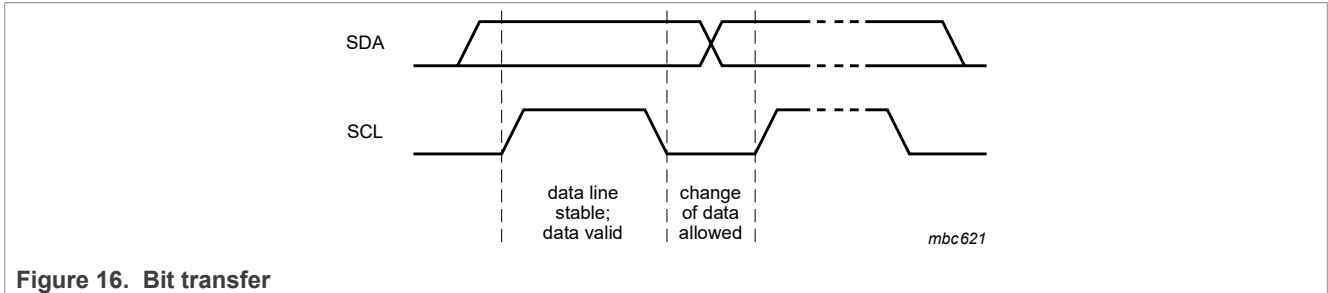 SDA
SCL
data line
stable;
data valid
change
of data
allowed
mbc621
Figure 16. Bit transfer